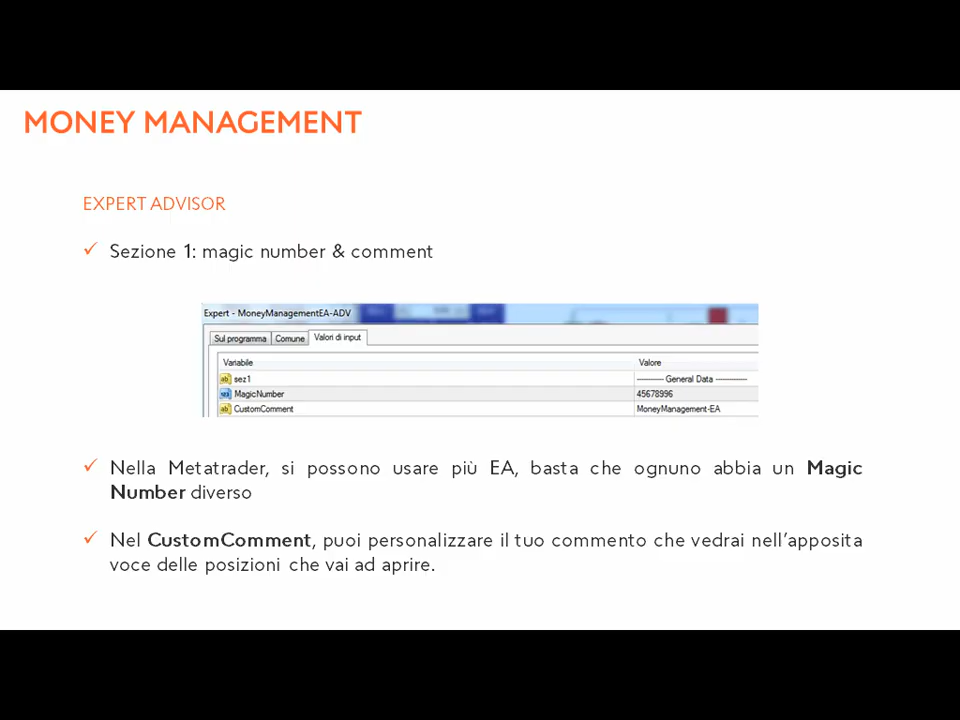 MONEY MANAGEMENT
EXPERT ADVISOR
✓ Sezione 1: magic number & comment
Expert - MoneyManagementEA-ADV
Sul programma Comune Valori di input
Variabile Valore
ab sez1 -------- General Data ---------
123 MagicNumber 45678996
ab CustomComment MoneyManagement-EA
✓ Nella Metatrader, si possono usare più EA, basta che ognuno abbia un Magic
Number diverso
✓ Nel CustomComment, puoi personalizzare il tuo commento che vedrai nell'apposita
voce delle posizioni che vai ad aprire.